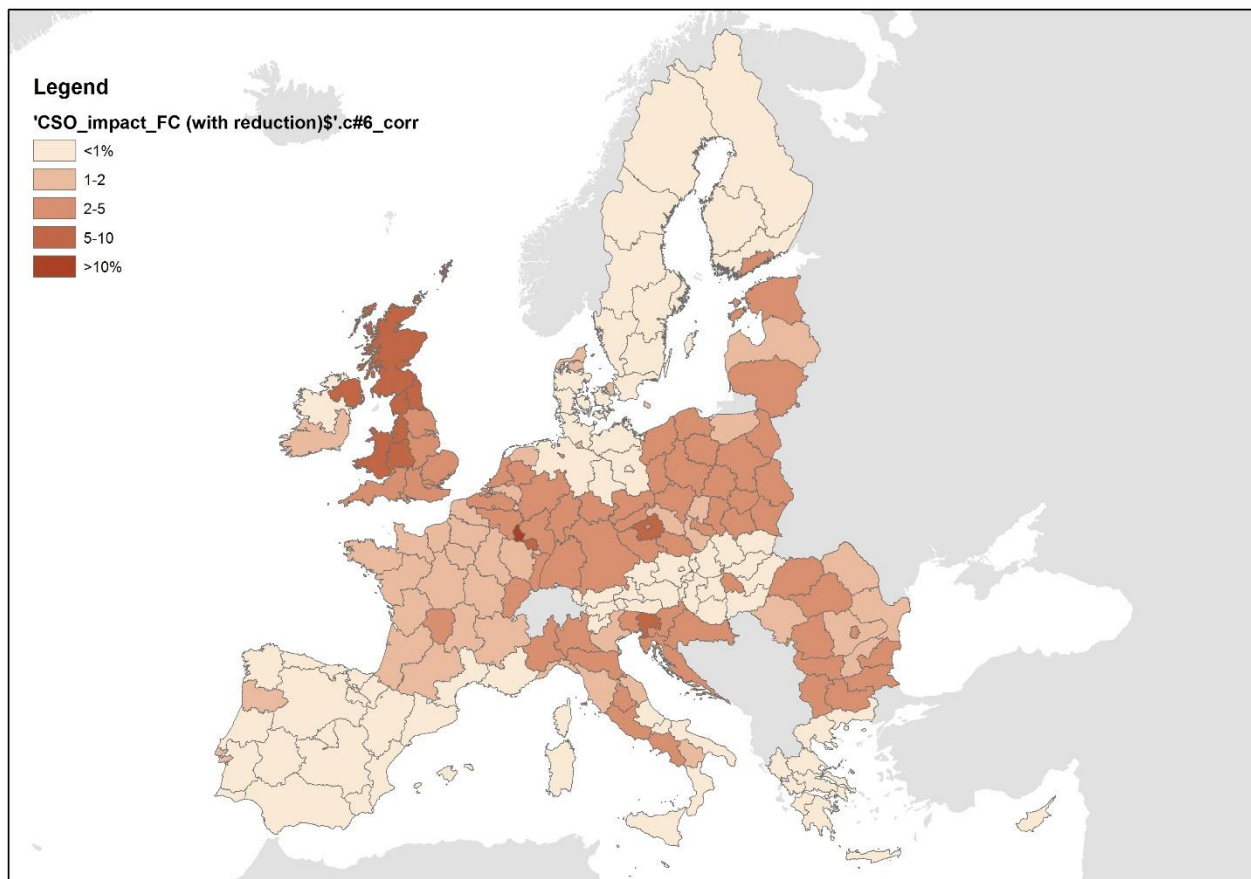 Legend
'CSO_impact_FC (with reduction)$'.c#6_corr
<1%
1-2
2-5
5-10
>10%